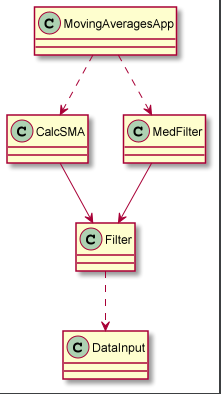 C MovingAveragesApp
C CalcSMA
C MedFilter
C Filter
C DataInput